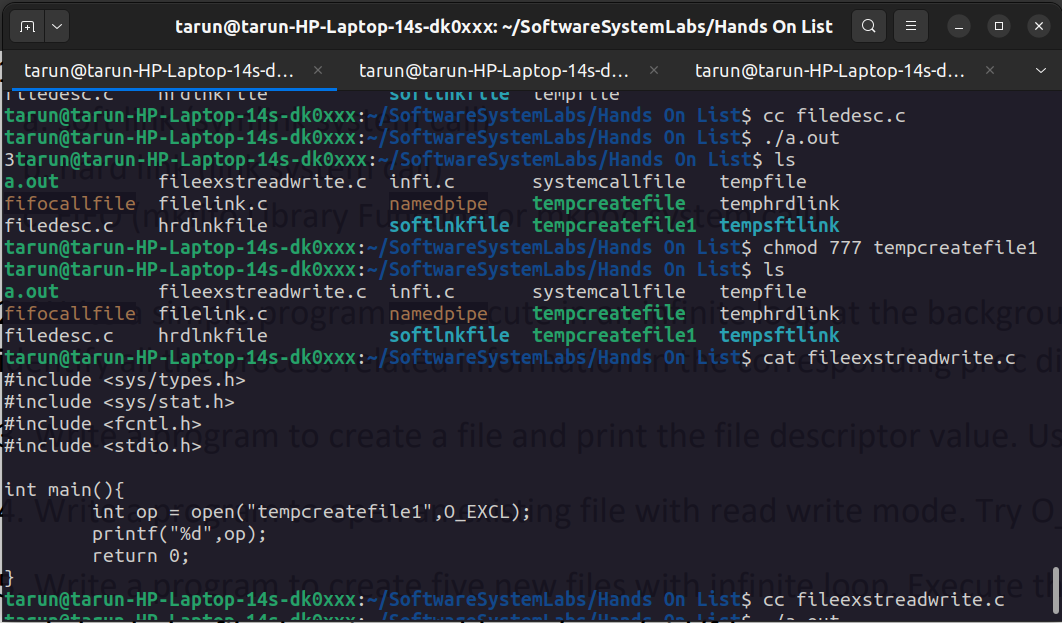 tarun@tarun-HP-Laptop-14s-dk0xxx: ~/SoftwareSystemLabs/Hands On List
tarun@tarun-HP-Laptop-14s-d... × tarun@tarun-HP-Laptop-14s-d... × tarun@tarun-HP-Laptop-14s-d... ×
filedesc.c hrdlnkfile softlnkfile tempfile
tarun@tarun-HP-Laptop-14s-dk0xxx:~/SoftwareSystemLabs/Hands On List$ cc filedesc.c
tarun@tarun-HP-Laptop-14s-dk0xxx:~/SoftwareSystemLabs/Hands On List$ ./a.out
3tarun@tarun-HP-Laptop-14s-dk0xxx:~/SoftwareSystemLabs/Hands On List$ ls
a.out fileexstreadwrite.c infi.c systemcallfile tempfile
fifocallfile filelink.c namedpipe tempcreatefile temphrdlink
filedesc.c hrdlnkfile softlnkfile tempcreatefile1 tempsftlink
tarun@tarun-HP-Laptop-14s-dk0xxx:~/SoftwareSystemLabs/Hands On List$ chmod 777 tempcreatefile1
tarun@tarun-HP-Laptop-14s-dk0xxx:~/SoftwareSystemLabs/Hands On List$ ls
a.out fileexstreadwrite.c infi.c systemcallfile tempfile
fifocallfile filelink.c namedpipe tempcreatefile temphrdlink
filedesc.c hrdlnkfile softlnkfile tempcreatefile1 tempsftlink
tarun@tarun-HP-Laptop-14s-dk0xxx:~/SoftwareSystemLabs/Hands On List$ cat fileexstreadwrite.c
#include <sys/types.h>
#include <sys/stat.h>
#include <fcntl.h>
#include <stdio.h>
int main(){
int op = open("tempcreatefile1",O_EXCL);
printf("%d",op);
return 0;
}
tarun@tarun-HP-Laptop-14s-dk0xxx:~/SoftwareSystemLabs/Hands On List$ cc fileexstreadwrite.c
tarun@tarun-HP-Laptop-14s-dk0xxx:~/SoftwareSystemLabs/Hands On List$ ./a.out